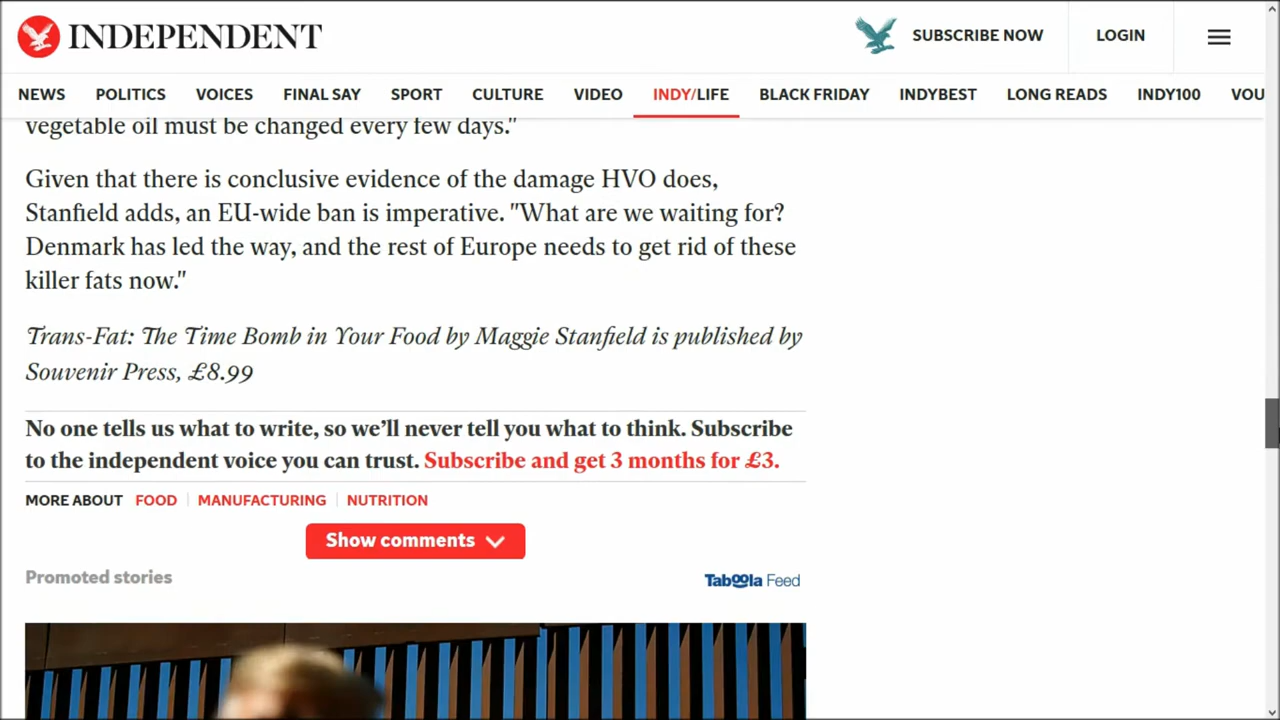 INDEPENDENT
SUBSCRIBE NOW
LOGIN
NEWS POLITICS VOICES FINAL SAY SPORT CULTURE VIDEO INDY/LIFE BLACK FRIDAY INDYBEST LONG READS INDY100 VOU
vegetable oil must be changed every few days."
Given that there is conclusive evidence of the damage HVO does,
Stanfield adds, an EU-wide ban is imperative. "What are we waiting for?
Denmark has led the way, and the rest of Europe needs to get rid of these
killer fats now."
Trans-Fat: The Time Bomb in Your Food by Maggie Stanfield is published by
Souvenir Press, £8.99
No one tells us what to write, so we’ll never tell you what to think. Subscribe
to the independent voice you can trust. Subscribe and get 3 months for £3.
MORE ABOUT FOOD MANUFACTURING NUTRITION
Show comments
Promoted stories
Taboola Feed